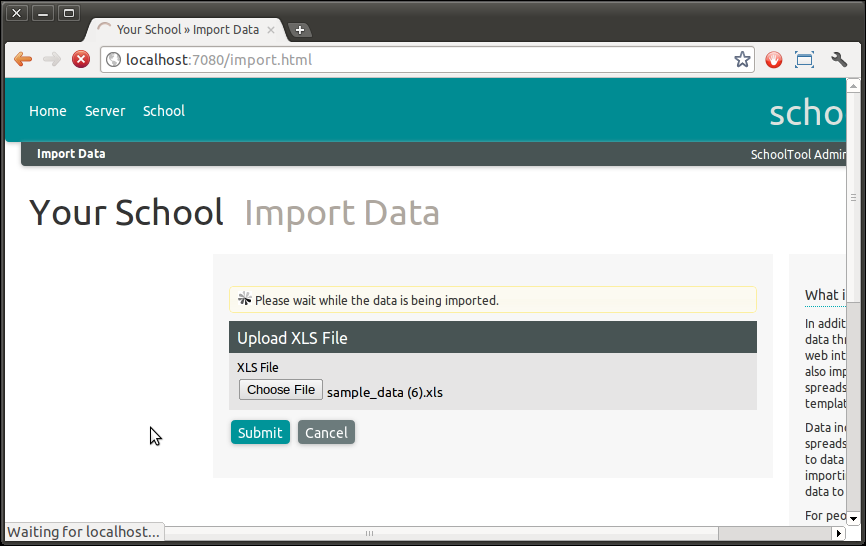 Your School » Import Data
localhost:7080/import.html
Home Server School
scho
Import Data
SchoolTool Admin
Your School Import Data
Please wait while the data is being imported.
Upload XLS File
XLS File
Choose File sample_data (6).xls
Submit Cancel
What i
In addit
data thr
web int
also imp
spreads
templat
Data inc
spreads
to data
importi
data to
For peo
Waiting for localhost...